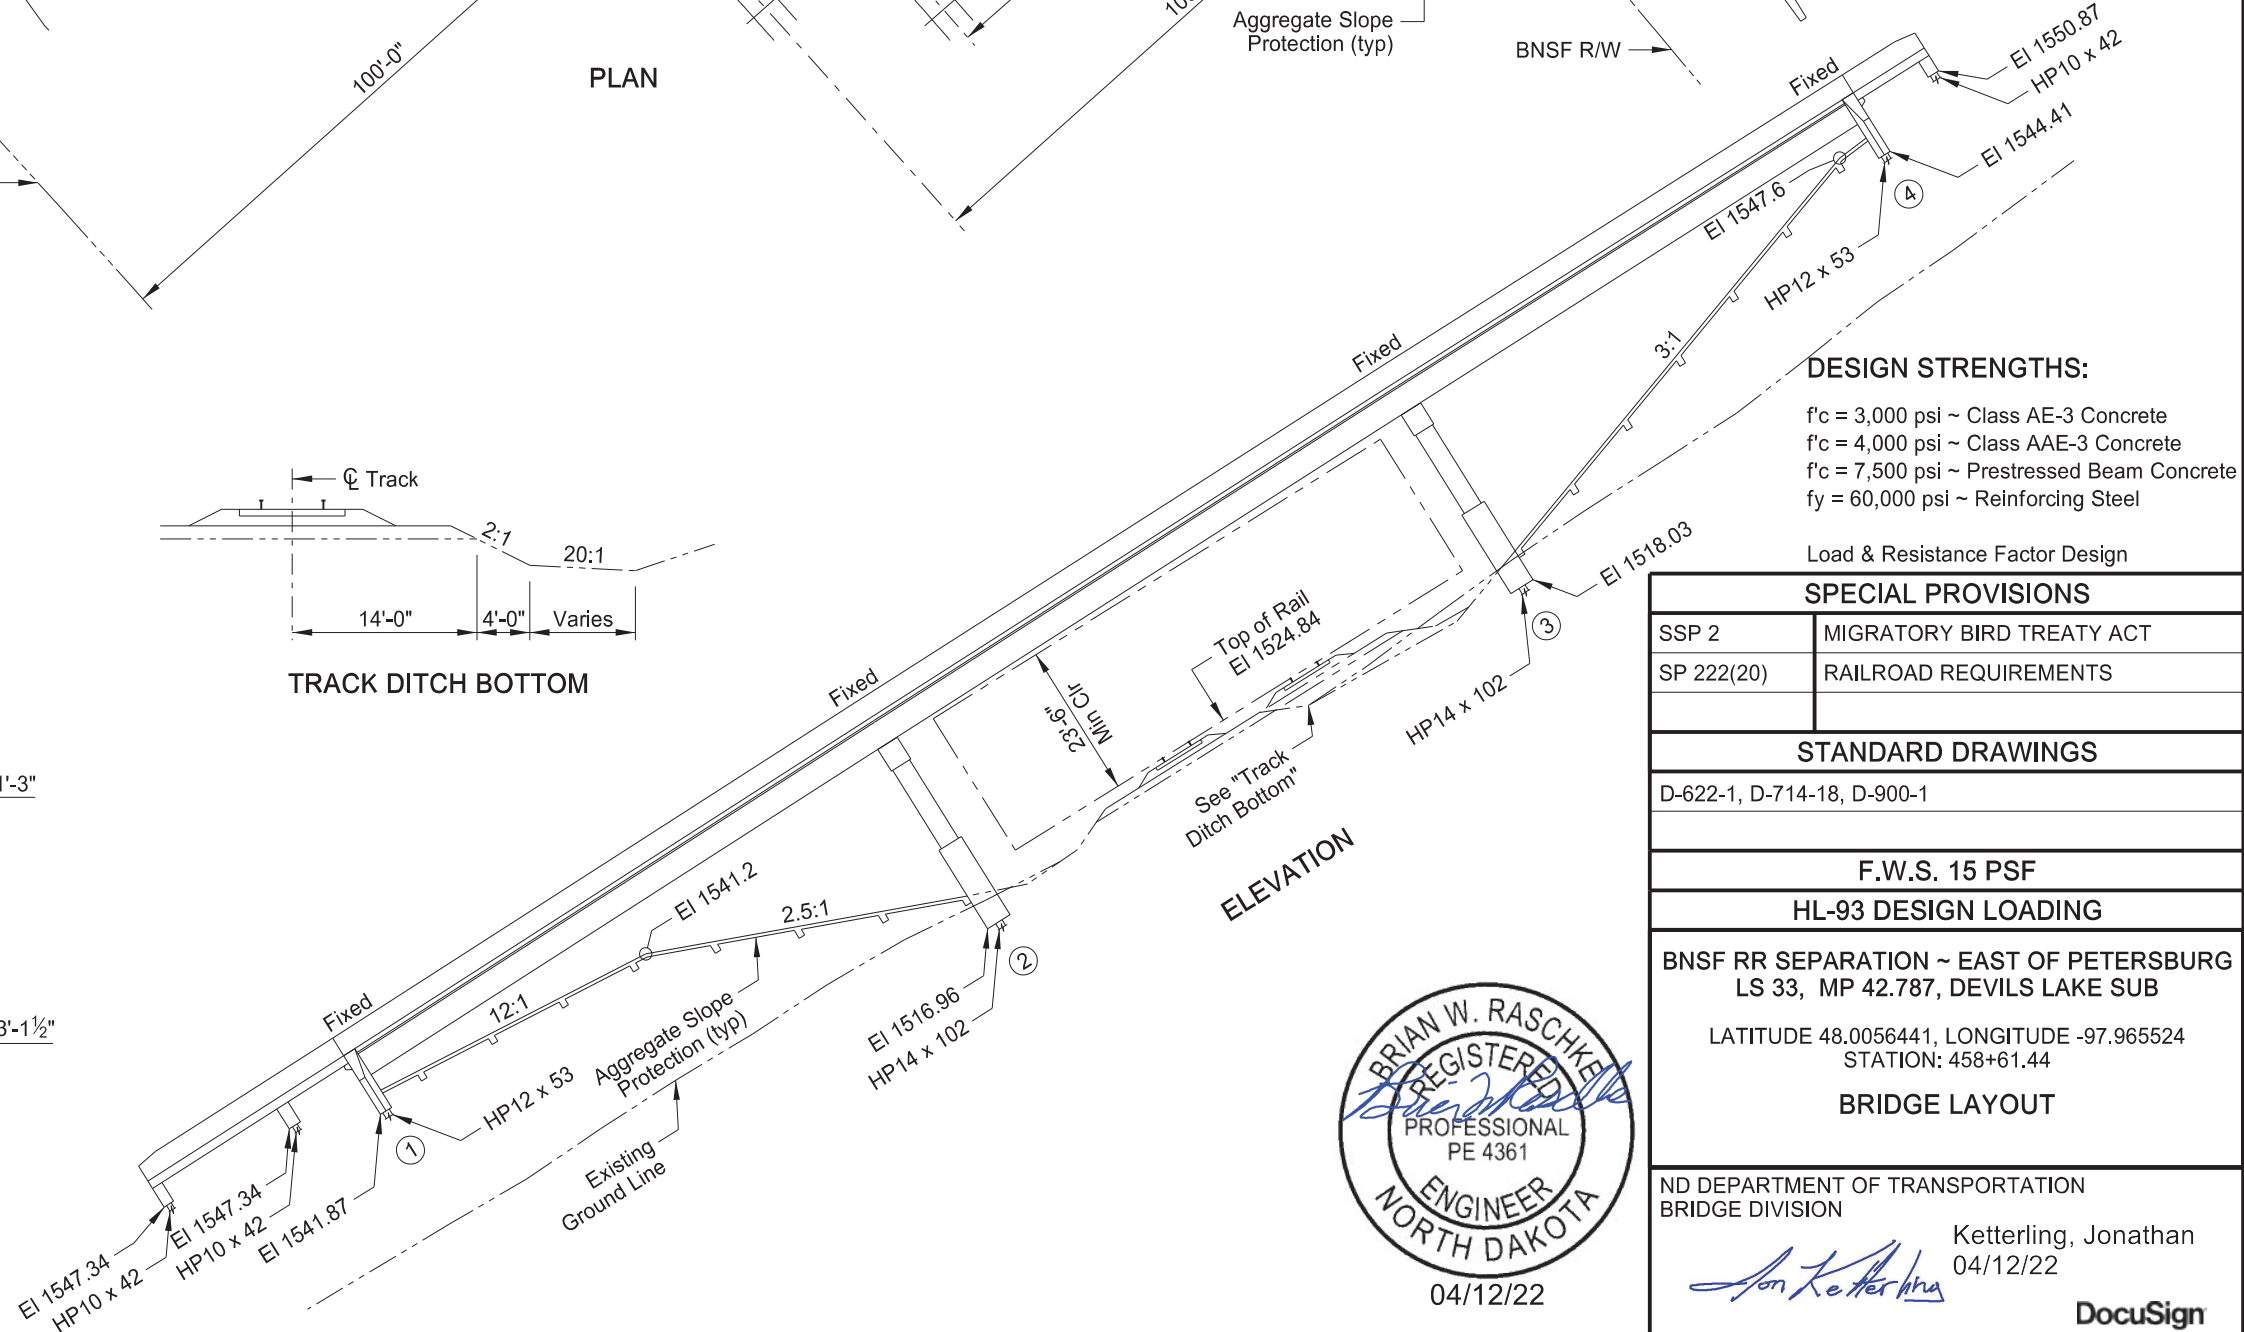 100'-0"
PLAN
10
Aggregate Slope
Protection (typ)
BNSF R/W
Fixed
El 1550.87
HP10 x 42
El 1544.41
El 1547.6
4
HP12 x 53
Fixed
3:1
DESIGN STRENGTHS:
f'c = 3,000 psi ~ Class AE-3 Concrete
f'c = 4,000 psi ~ Class AAE-3 Concrete
f'c = 7,500 psi ~ Prestressed Beam Concrete
fy = 60,000 psi ~ Reinforcing Steel
Load & Resistance Factor Design
℄ Track
2:1
20:1
14'-0"
4'-0"
Varies
TRACK DITCH BOTTOM
El 1518.03
3
HP14 x 102
Top of Rail
El 1524.84
Fixed
23'-6"
Min Clr
See "Track
Ditch Bottom"
ELEVATION
1'-3"
3'-1½"
El 1541.2
2.5:1
12:1
2
El 1516.96
HP14 x 102
Fixed
Aggregate Slope
Protection (typ)
HP12 x 53
1
Existing
Ground Line
El 1547.34
HP10 x 42
El 1547.34
HP10 x 42
El 1541.87
SPECIAL PROVISIONS
SSP 2 MIGRATORY BIRD TREATY ACT
SP 222(20) RAILROAD REQUIREMENTS
STANDARD DRAWINGS
D-622-1, D-714-18, D-900-1
F.W.S. 15 PSF
HL-93 DESIGN LOADING
BNSF RR SEPARATION ~ EAST OF PETERSBURG
LS 33, MP 42.787, DEVILS LAKE SUB
LATITUDE 48.0056441, LONGITUDE -97.965524
STATION: 458+61.44
BRIDGE LAYOUT
BRIAN W. RASCHKE
REGISTERED
PROFESSIONAL
PE 4361
ENGINEER
NORTH DAKOTA
04/12/22
ND DEPARTMENT OF TRANSPORTATION
BRIDGE DIVISION
Jon Ketterling
Ketterling, Jonathan
04/12/22
DocuSign